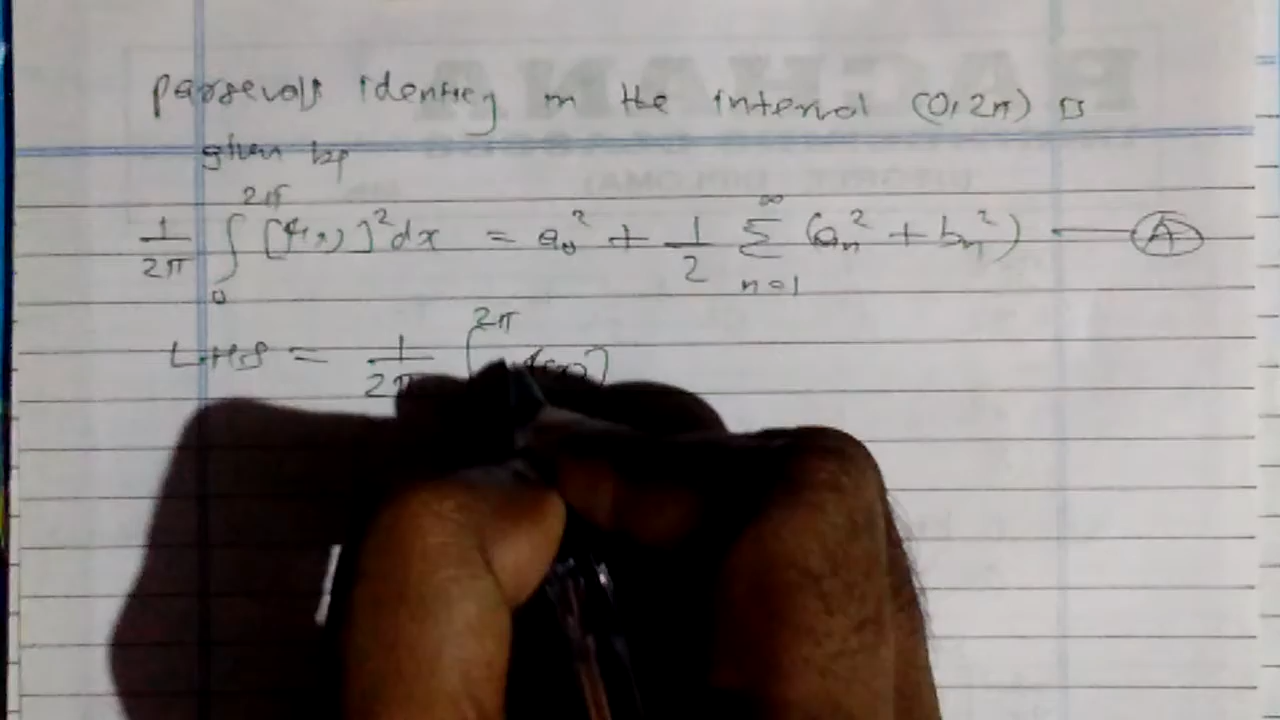 parsevals identity in the interval (0, 2π) is
given by
1/2π ∫₀^2π [f(x)]² dx = a₀² + 1/2 Σ_{n=1}^∞ (aₙ² + bₙ²) — (A)
LHS = 1/2π ∫^2π [f(x)]